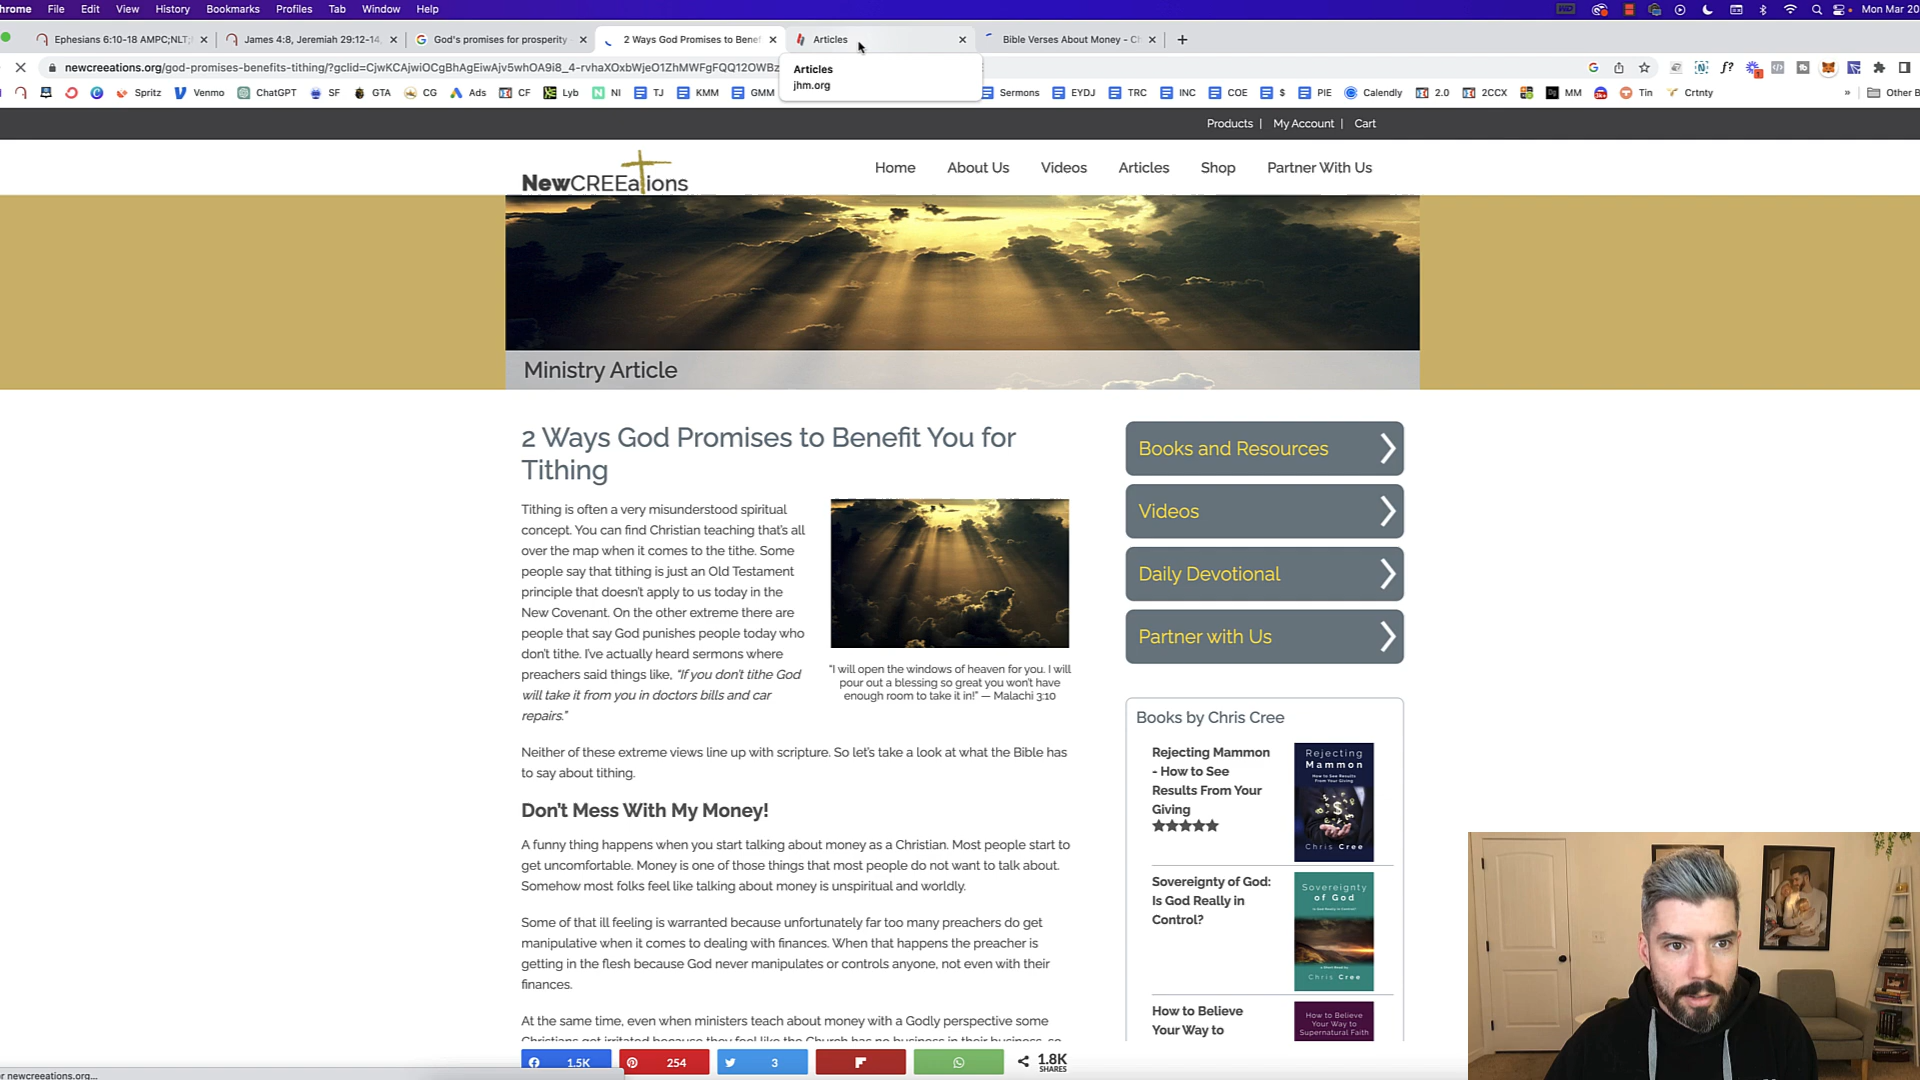 hrome File Edit View History Bookmarks Profiles Tab Window Help Mon Mar 20
Ephesians 6:10-18 AMPC;NLT; James 4:8, Jeremiah 29:12-14, God's promises for prosperity - 2 Ways God Promises to Benef Articles Bible Verses About Money - Ch
newcreeations.org/god-promises-benefits-tithing/?gclid=CjwKCAjwiOCgBhAgEiwAjv5whOA9i8_4-rvhaXOxbWjeO1ZhMWFgFQQ12OWBz
Articles
jhm.org
Spritz Venmo ChatGPT SF GTA CG Ads CF Lyb NI TJ KMM GMM Sermons EYDJ TRC INC COE $ PIE Calendly 2.0 2CCX MM Tin Crtnty » Other B
Products | My Account | Cart
NewCREEations
Home About Us Videos Articles Shop Partner With Us
Ministry Article
2 Ways God Promises to Benefit You for
Tithing
Tithing is often a very misunderstood spiritual
concept. You can find Christian teaching that's all
over the map when it comes to the tithe. Some
people say that tithing is just an Old Testament
principle that doesn't apply to us today in the
New Covenant. On the other extreme there are
people that say God punishes people today who
don't tithe. I've actually heard sermons where
preachers said things like, "If you don't tithe God
will take it from you in doctors bills and car
repairs."
"I will open the windows of heaven for you. I will
pour out a blessing so great you won't have
enough room to take it in!" — Malachi 3:10
Neither of these extreme views line up with scripture. So let's take a look at what the Bible has
to say about tithing.
Don't Mess With My Money!
A funny thing happens when you start talking about money as a Christian. Most people start to
get uncomfortable. Money is one of those things that most people do not want to talk about.
Somehow most folks feel like talking about money is unspiritual and worldly.
Some of that ill feeling is warranted because unfortunately far too many preachers do get
manipulative when it comes to dealing with finances. When that happens the preacher is
getting in the flesh because God never manipulates or controls anyone, not even with their
finances.
At the same time, even when ministers teach about money with a Godly perspective some
Christians get irritated because they feel like the Church has no business in their business, so
1.5K 254 3 1.8K
SHARES
Books and Resources
Videos
Daily Devotional
Partner with Us
Books by Chris Cree
Rejecting Mammon
- How to See
Results From Your
Giving
Rejecting
Mammon
How to See Results
From Your Giving
Chris Cree
Sovereignty of God:
Is God Really in
Control?
Sovereignty
of God
Chris Cree
How to Believe
Your Way to
How to Believe
Your Way to
Supernatural Faith
r newcreeations.org...